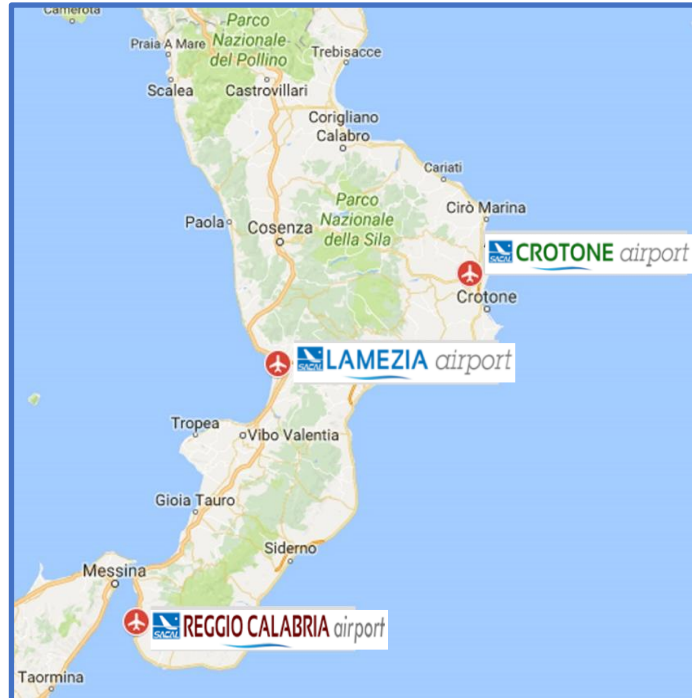 Camerota
Parco
Nazionale
del Pollino
Praia A Mare
Trebisacce
Scalea
Castrovillari
Corigliano
Calabro
Cariati
Parco
Nazionale
della Sila
Cirò Marina
Paola
Cosenza
SACAL CROTONE airport
Crotone
SACAL LAMEZIA airport
Tropea
Vibo Valentia
Gioia Tauro
Siderno
Messina
SACAL REGGIO CALABRIA airport
Taormina